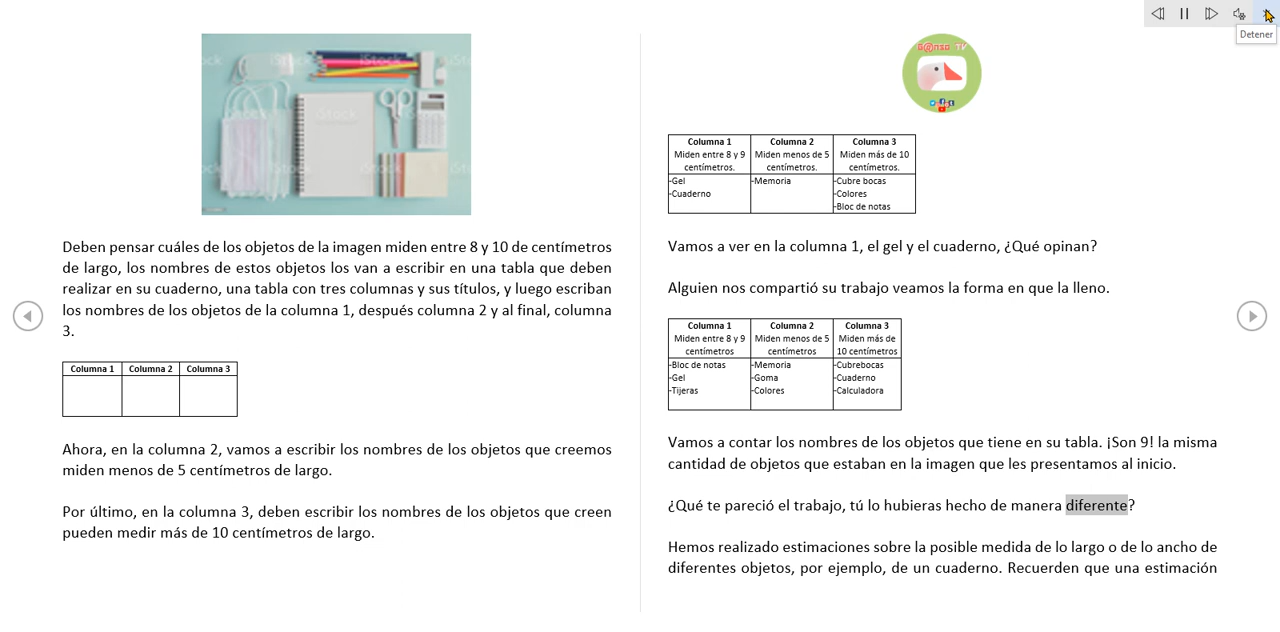 Detener
iStock
iStock
iStock
Deben pensar cuáles de los objetos de la imagen miden entre 8 y 10 de centímetros
de largo, los nombres de estos objetos los van a escribir en una tabla que deben
realizar en su cuaderno, una tabla con tres columnas y sus títulos, y luego escriban
los nombres de los objetos de la columna 1, después columna 2 y al final, columna
3.
Columna 1 Columna 2 Columna 3
Ahora, en la columna 2, vamos a escribir los nombres de los objetos que creemos
miden menos de 5 centímetros de largo.
Por último, en la columna 3, deben escribir los nombres de los objetos que creen
pueden medir más de 10 centímetros de largo.
G@nso TV
Columna 1 Columna 2 Columna 3
Miden entre 8 y 9 Miden menos de 5 Miden más de 10
centímetros. centímetros. centímetros.
-Gel -Memoria -Cubre bocas
-Cuaderno -Colores
-Bloc de notas
Vamos a ver en la columna 1, el gel y el cuaderno, ¿Qué opinan?
Alguien nos compartió su trabajo veamos la forma en que la lleno.
Columna 1 Columna 2 Columna 3
Miden entre 8 y 9 Miden menos de 5 Miden más de
centímetros centímetros 10 centímetros
-Bloc de notas -Memoria -Cubrebocas
-Gel -Goma -Cuaderno
-Tijeras -Colores -Calculadora
Vamos a contar los nombres de los objetos que tiene en su tabla. ¡Son 9! la misma
cantidad de objetos que estaban en la imagen que les presentamos al inicio.
¿Qué te pareció el trabajo, tú lo hubieras hecho de manera diferente?
Hemos realizado estimaciones sobre la posible medida de lo largo o de lo ancho de
diferentes objetos, por ejemplo, de un cuaderno. Recuerden que una estimación